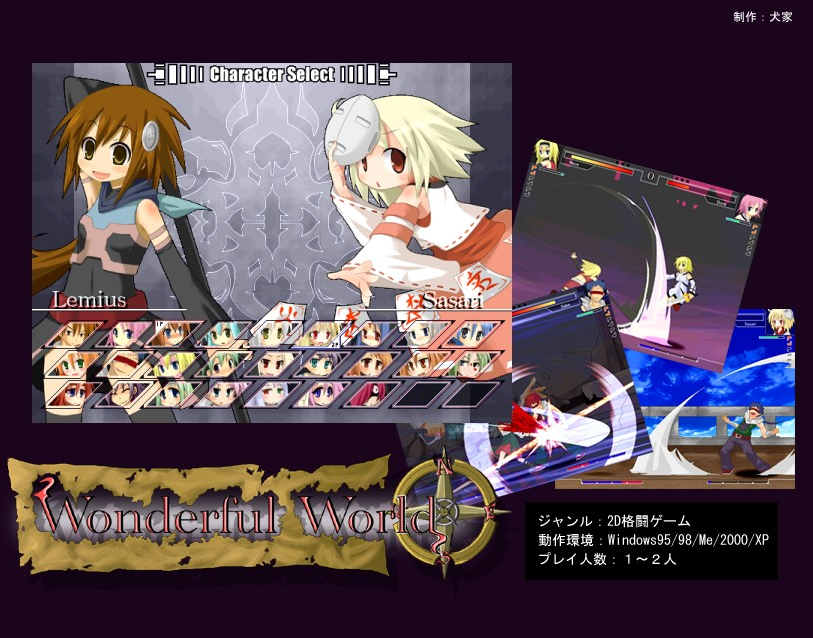 制作：犬家
Character Select
Lemius
Sasari
Wonderful World
N
ジャンル：2D格闘ゲーム
動作環境：Windows95/98/Me/2000/XP
プレイ人数：１～２人